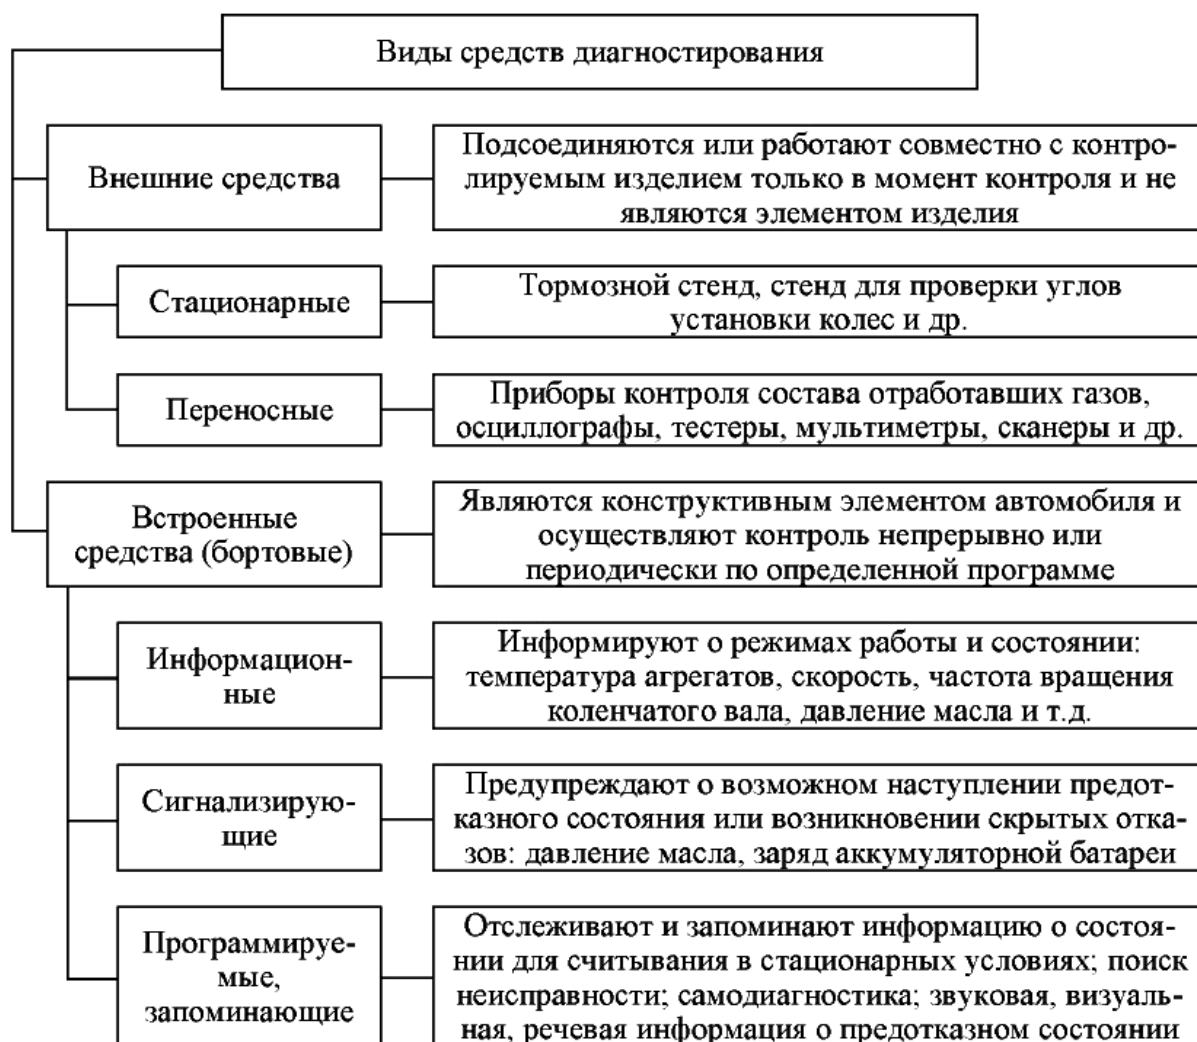 Виды средств диагностирования
Внешние средства
Подсоединяются или работают совместно с контро-
лируемым изделием только в момент контроля и не
являются элементом изделия
Стационарные
Тормозной стенд, стенд для проверки углов
установки колес и др.
Переносные
Приборы контроля состава отработавших газов,
осциллографы, тестеры, мультиметры, сканеры и др.
Встроенные
средства (бортовые)
Являются конструктивным элементом автомобиля и
осуществляют контроль непрерывно или
периодически по определенной программе
Информацион-
ные
Информируют о режимах работы и состоянии:
температура агрегатов, скорость, частота вращения
коленчатого вала, давление масла и т.д.
Сигнализирую-
щие
Предупреждают о возможном наступлении предот-
казного состояния или возникновении скрытых отка-
зов: давление масла, заряд аккумуляторной батареи
Программируе-
мые,
запоминающие
Отслеживают и запоминают информацию о состоя-
нии для считывания в стационарных условиях; поиск
неисправности; самодиагностика; звуковая, визуаль-
ная, речевая информация о предотказном состоянии